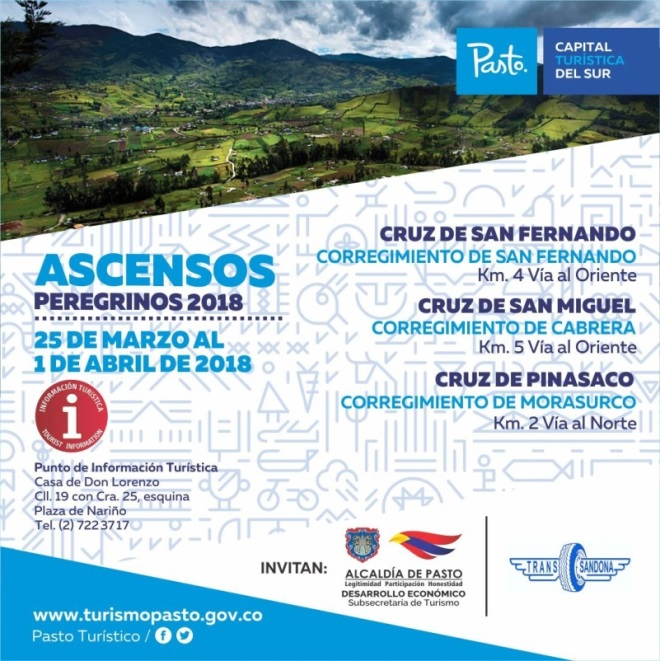 Pasto.
CAPITAL
TURÍSTICA
DEL SUR
ASCENSOS
PEREGRINOS 2018
25 DE MARZO AL
1 DE ABRIL DE 2018
CRUZ DE SAN FERNANDO
CORREGIMIENTO DE SAN FERNANDO
Km. 4 Vía al Oriente
CRUZ DE SAN MIGUEL
CORREGIMIENTO DE CABRERA
Km. 5 Vía al Oriente
CRUZ DE PINASACO
CORREGIMIENTO DE MORASURCO
Km. 2 Vía al Norte
INFORMACIÓN TURÍSTICA
i
TOURIST INFORMATION
Punto de Información Turística
Casa de Don Lorenzo
Cll. 19 con Cra. 25, esquina
Plaza de Nariño
Tel. (2) 7223717
INVITAN:
ALCALDÍA DE PASTO
Legitimidad Participación Honestidad
DESARROLLO ECONÓMICO
Subsecretaría de Turismo
TRANS SANDONA
www.turismopasto.gov.co
Pasto Turístico /